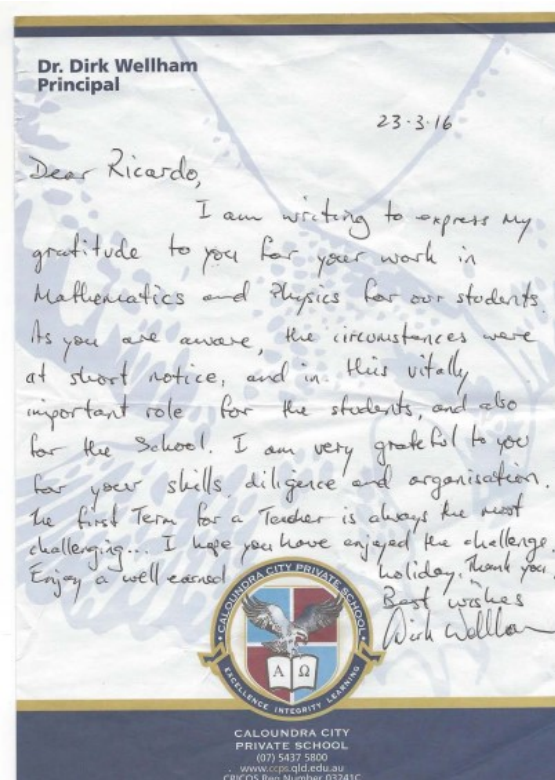 Dr. Dirk Wellham
Principal
23.3.16
Dear Ricardo,
I am writing to express my
gratitude to you for your work in
Mathematics and Physics for our students.
As you are aware, the circumstances were
at short notice, and in this vitally
important role for the students, and also
for the School. I am very grateful to you
for your skills, diligence and organisation.
The first Term for a Teacher is always the most
challenging... I hope you have enjoyed the challenge.
Enjoy a well earned holiday. Thank you.
Best wishes
Dirk Wellham
CALOUNDRA CITY PRIVATE SCHOOL
Α Ω
EXCELLENCE INTEGRITY LEARNING
CALOUNDRA CITY
PRIVATE SCHOOL
(07) 5437 5800
www.ccps.qld.edu.au
CRICOS Reg Number 03241C